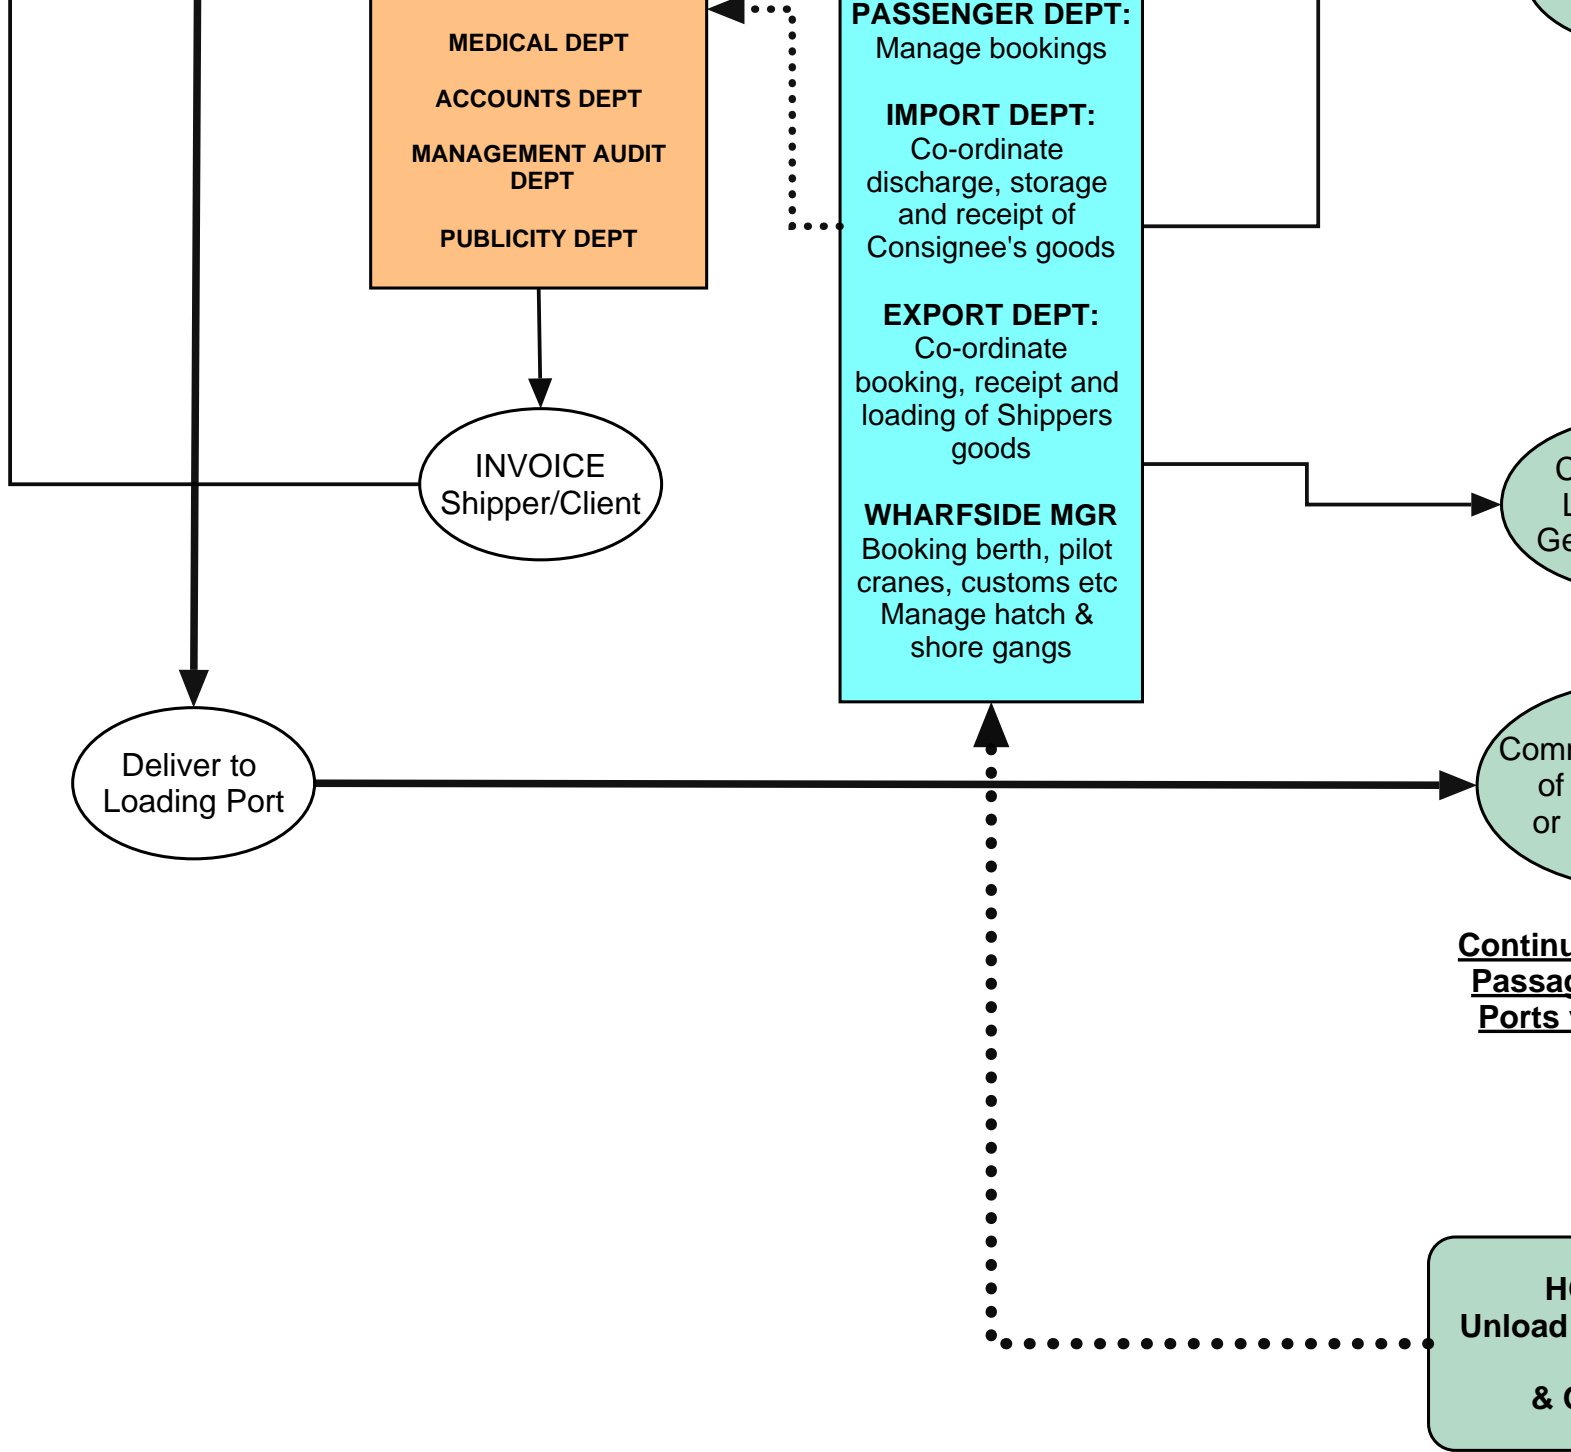 MEDICAL DEPT
ACCOUNTS DEPT
MANAGEMENT AUDIT
DEPT
PUBLICITY DEPT
INVOICE
Shipper/Client
Deliver to
Loading Port
PASSENGER DEPT:
Manage bookings
IMPORT DEPT:
Co-ordinate
discharge, storage
and receipt of
Consignee's goods
EXPORT DEPT:
Co-ordinate
booking, receipt and
loading of Shippers
goods
WHARFSIDE MGR
Booking berth, pilot
cranes, customs etc
Manage hatch &
shore gangs
of
or
Ports
Unload
&